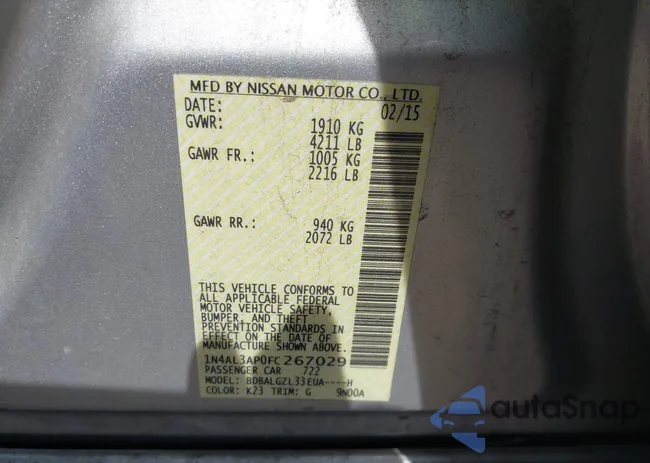 MFD BY NISSAN MOTOR CO., LTD.
DATE: 02/15
GVWR: 1910 KG
4211 LB
GAWR FR.: 1005 KG
2216 LB
GAWR RR.: 940 KG
2072 LB
THIS VEHICLE CONFORMS TO
ALL APPLICABLE FEDERAL
MOTOR VEHICLE SAFETY,
BUMPER, AND THEFT
PREVENTION STANDARDS IN
EFFECT ON THE DATE OF
MANUFACTURE SHOWN ABOVE.
1N4AL3AP0FC267029
PASSENGER CAR 722
MODEL: BDBALGZL33EUA----H
COLOR: K23 TRIM: G 9N00A
autoSnap